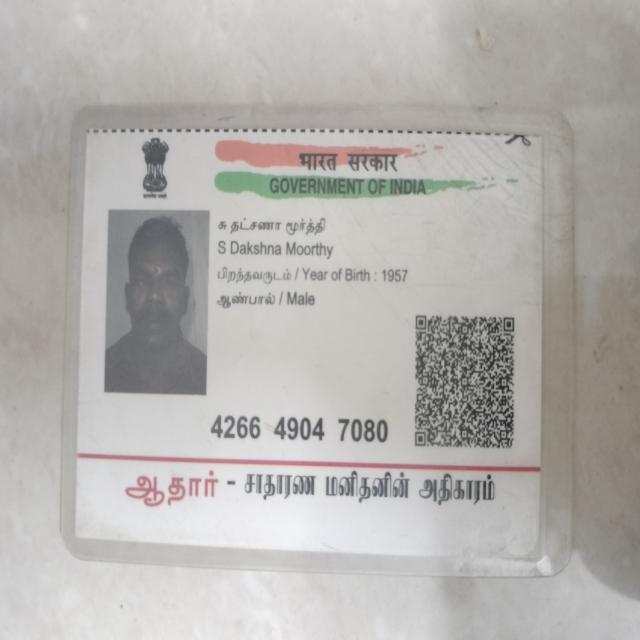 भारत सरकार
GOVERNMENT OF INDIA
சு தட்சணா மூர்த்தி
S Dakshna Moorthy
பிறந்தவருடம் / Year of Birth : 1957
ஆண்பால் / Male
4266 4904 7080
ஆதார் - சாதாரண மனிதனின் அதிகாரம்